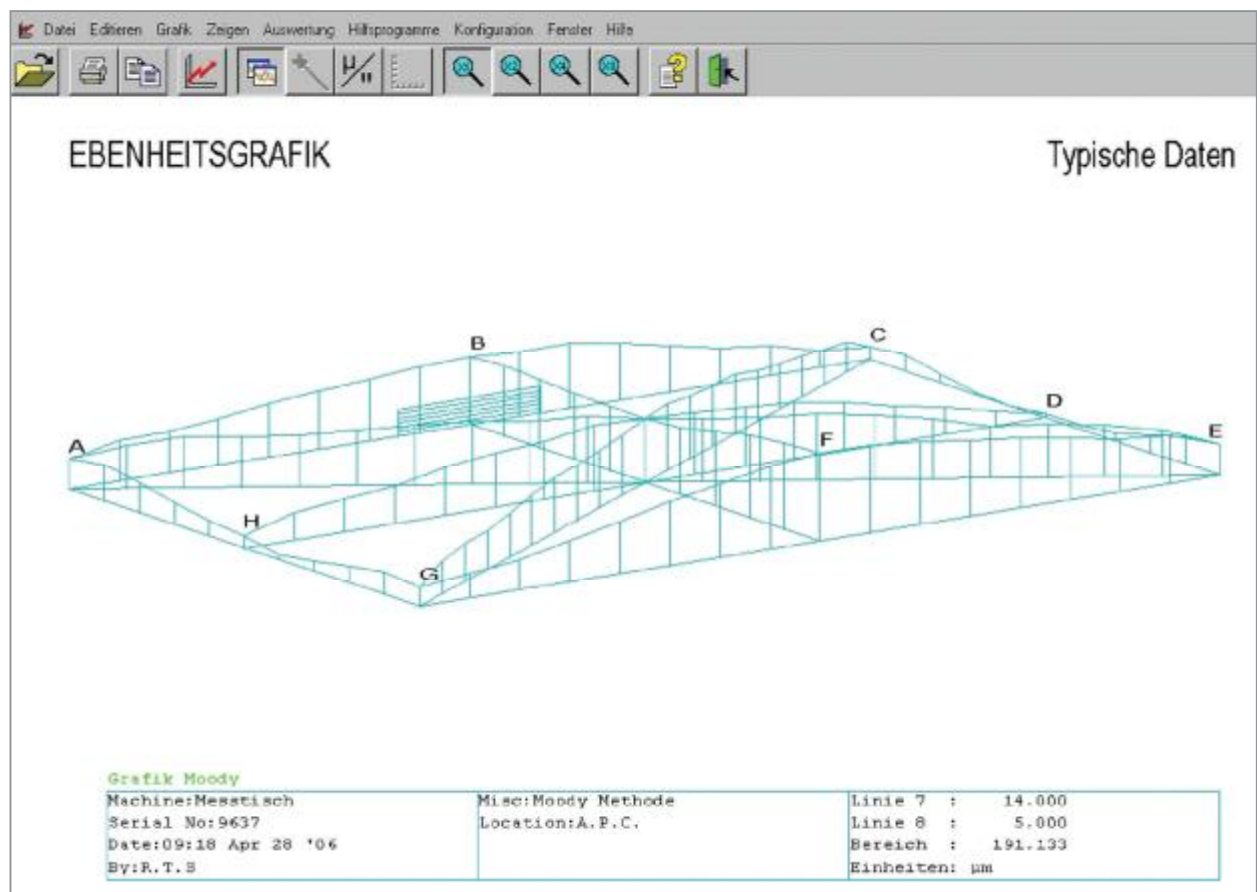 Datei Editieren Grafik Zeigen Auswertung Hilfsprogramme Konfiguration Fenster Hilfe
EBENHEITSGRAFIK Typische Daten
B
C
A
D
E
F
H
G
Grafik Moody
Machine:Messtisch Misc:Moody Methode Linie 7 : 14.000
Serial No:9637 Location:A.P.C. Linie 8 : 5.000
Date:09:18 Apr 28 '06 Bereich : 191.133
By:R.T.S Einheiten: µm